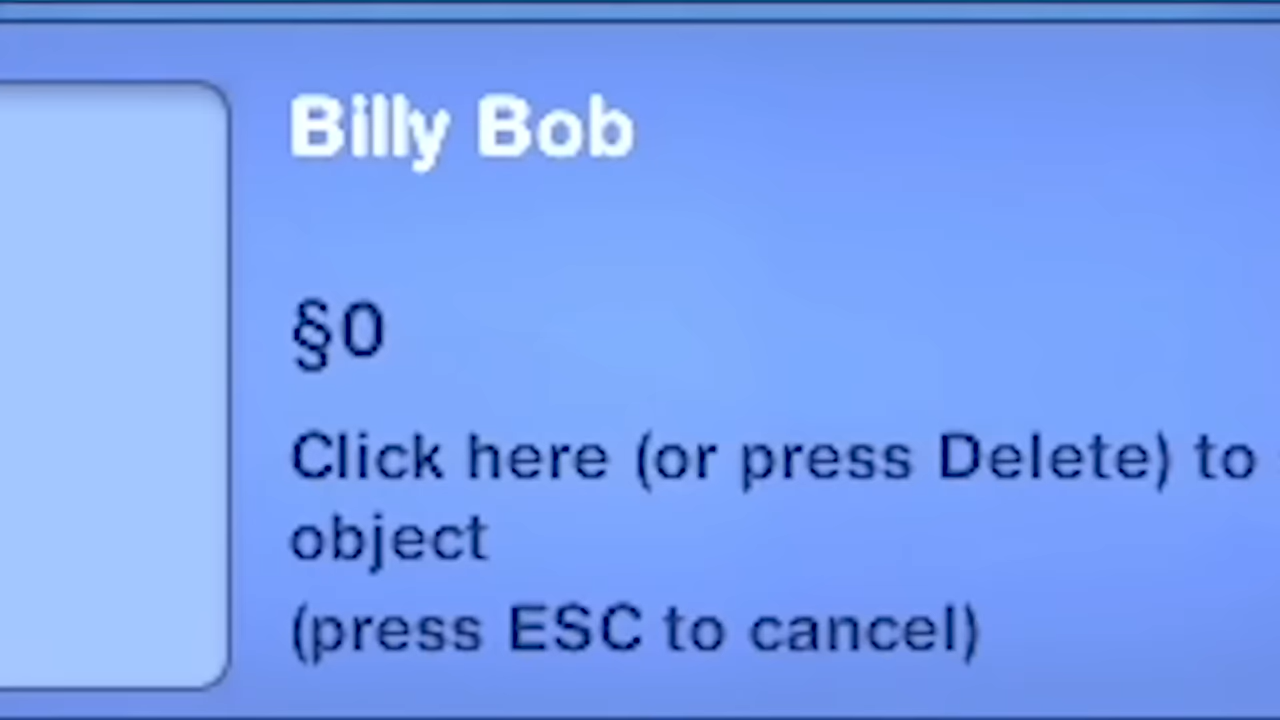 Billy Bob
§0
Click here (or press Delete) to
object
(press ESC to cancel)